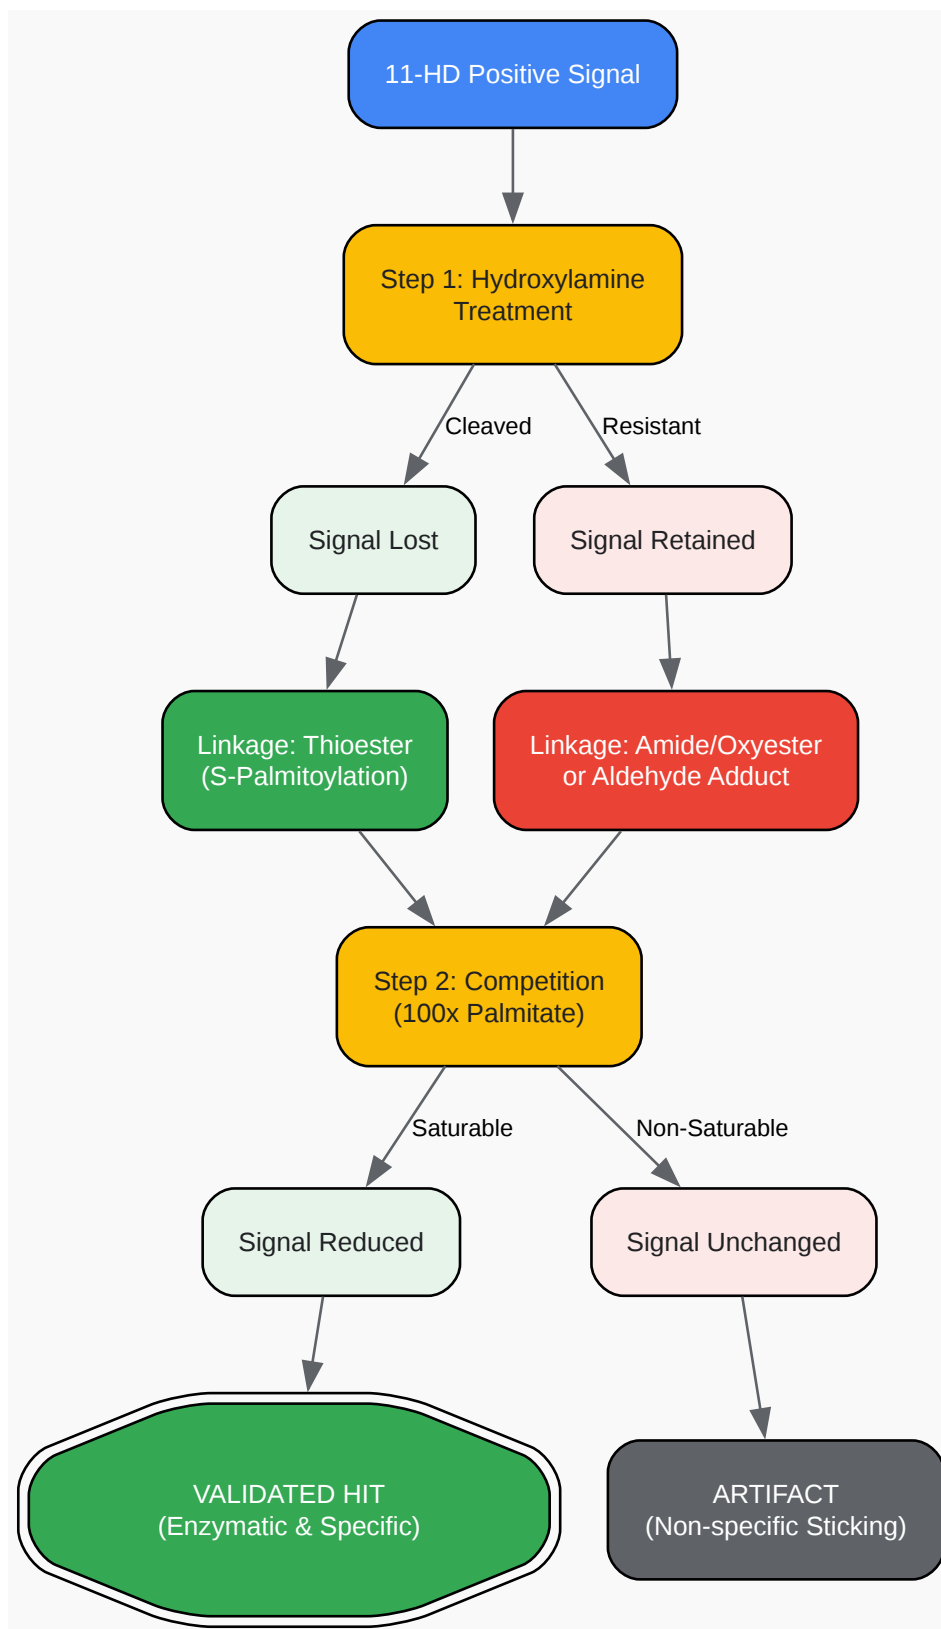 11-HD Positive Signal
Step 1: Hydroxylamine
Treatment
Cleaved
Resistant
Signal Lost
Signal Retained
Linkage: Thioester
(S-Palmitoylation)
Linkage: Amide/Oxyester
or Aldehyde Adduct
Step 2: Competition
(100x Palmitate)
Saturable
Non-Saturable
Signal Reduced
Signal Unchanged
VALIDATED HIT
(Enzymatic & Specific)
ARTIFACT
(Non-specific Sticking)